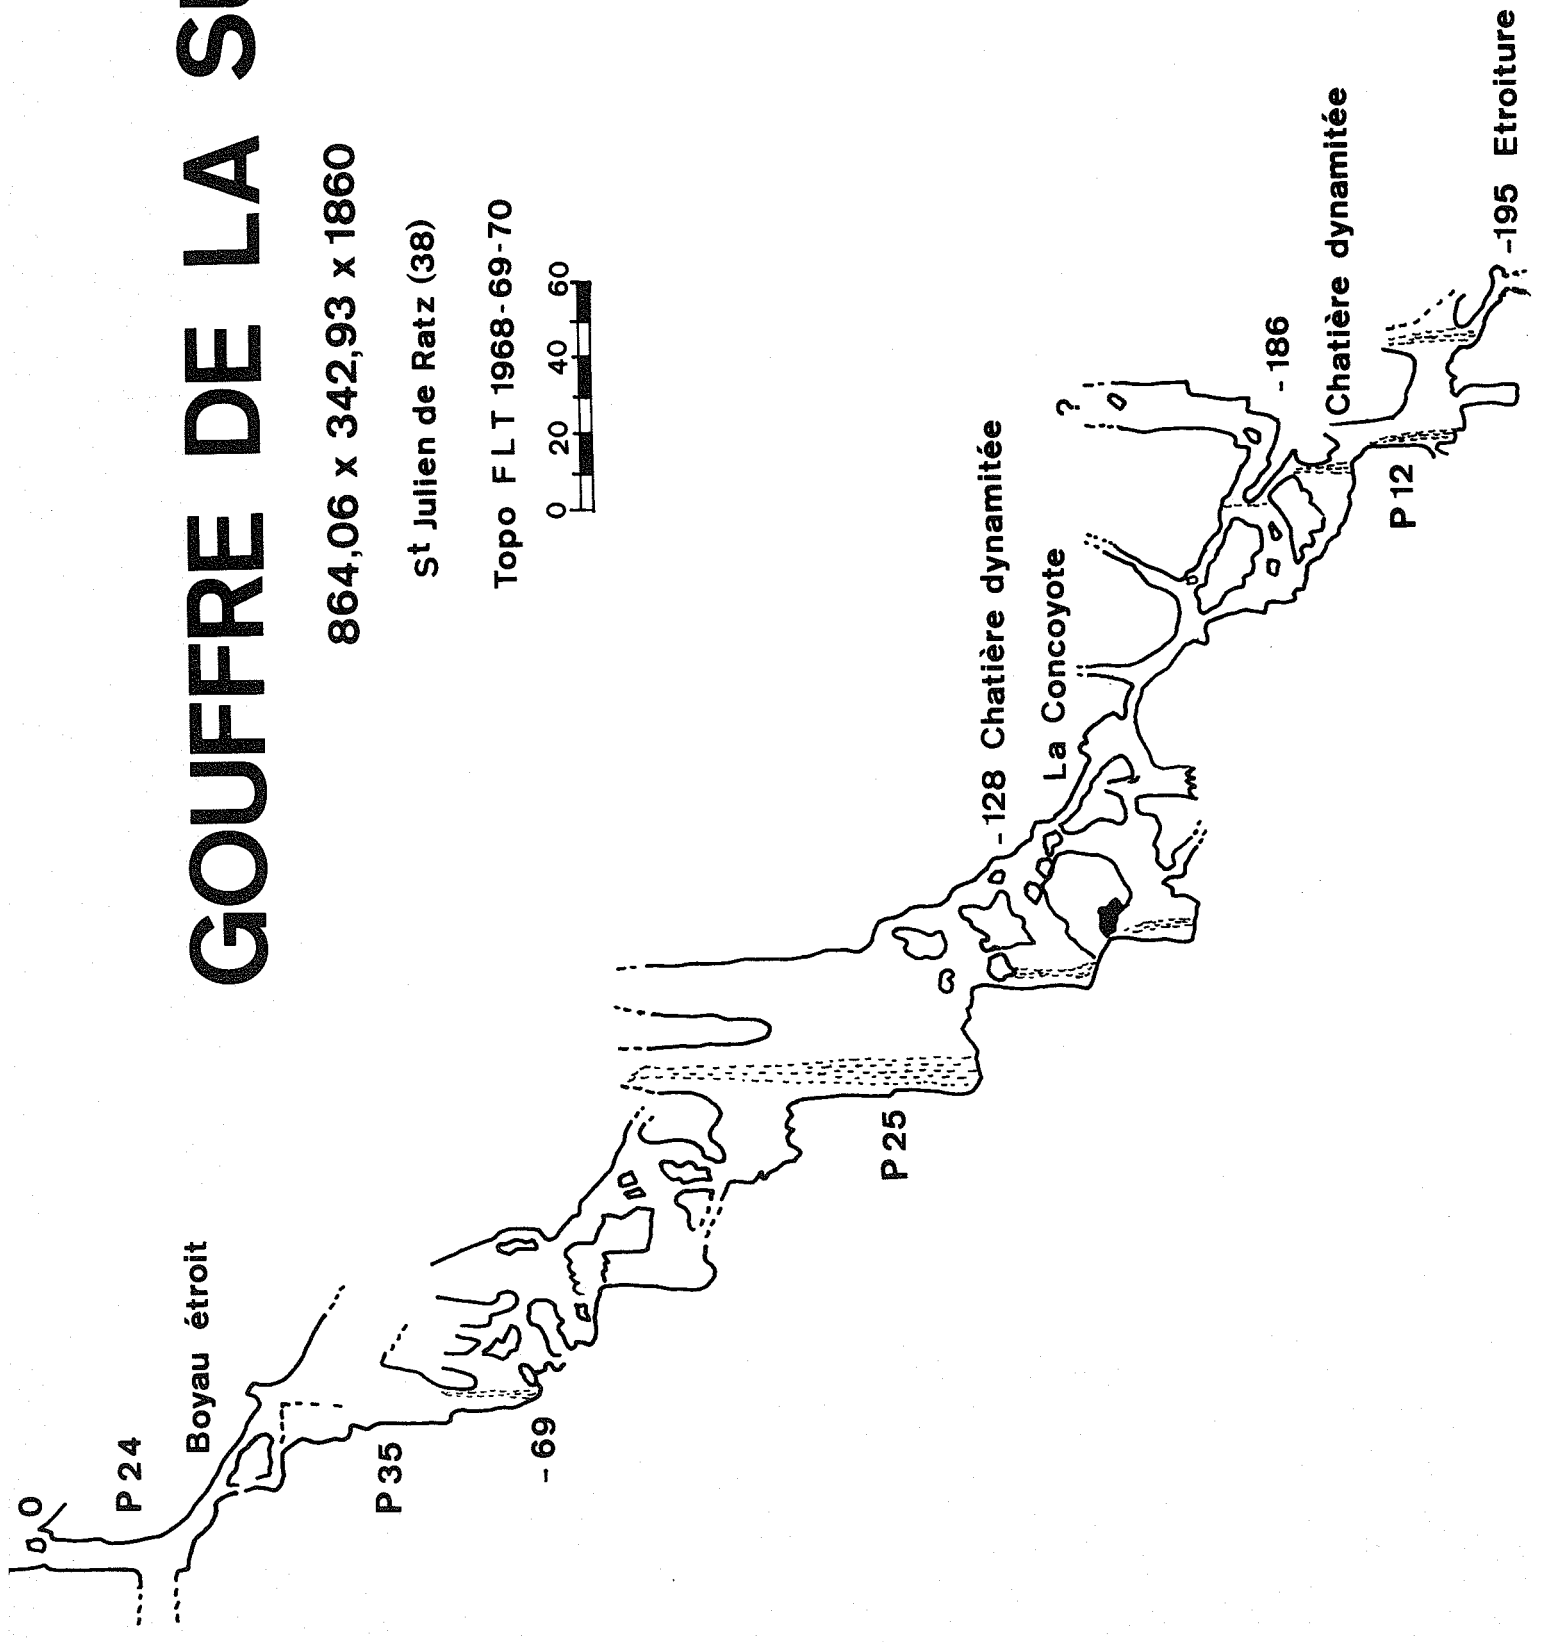 GOUFFRE DE LA
864,06 x 342,93 x 1860
St Julien de Ratz (38)
Topo F L T 1968-69-70
0 20 40 60
0
P 24
Boyau étroit
P 35
-69
P 25
-128 Chatière dynamitée
La Concoyote
?
-186
Chatière dynamitée
P 12
? -195 Etroiture